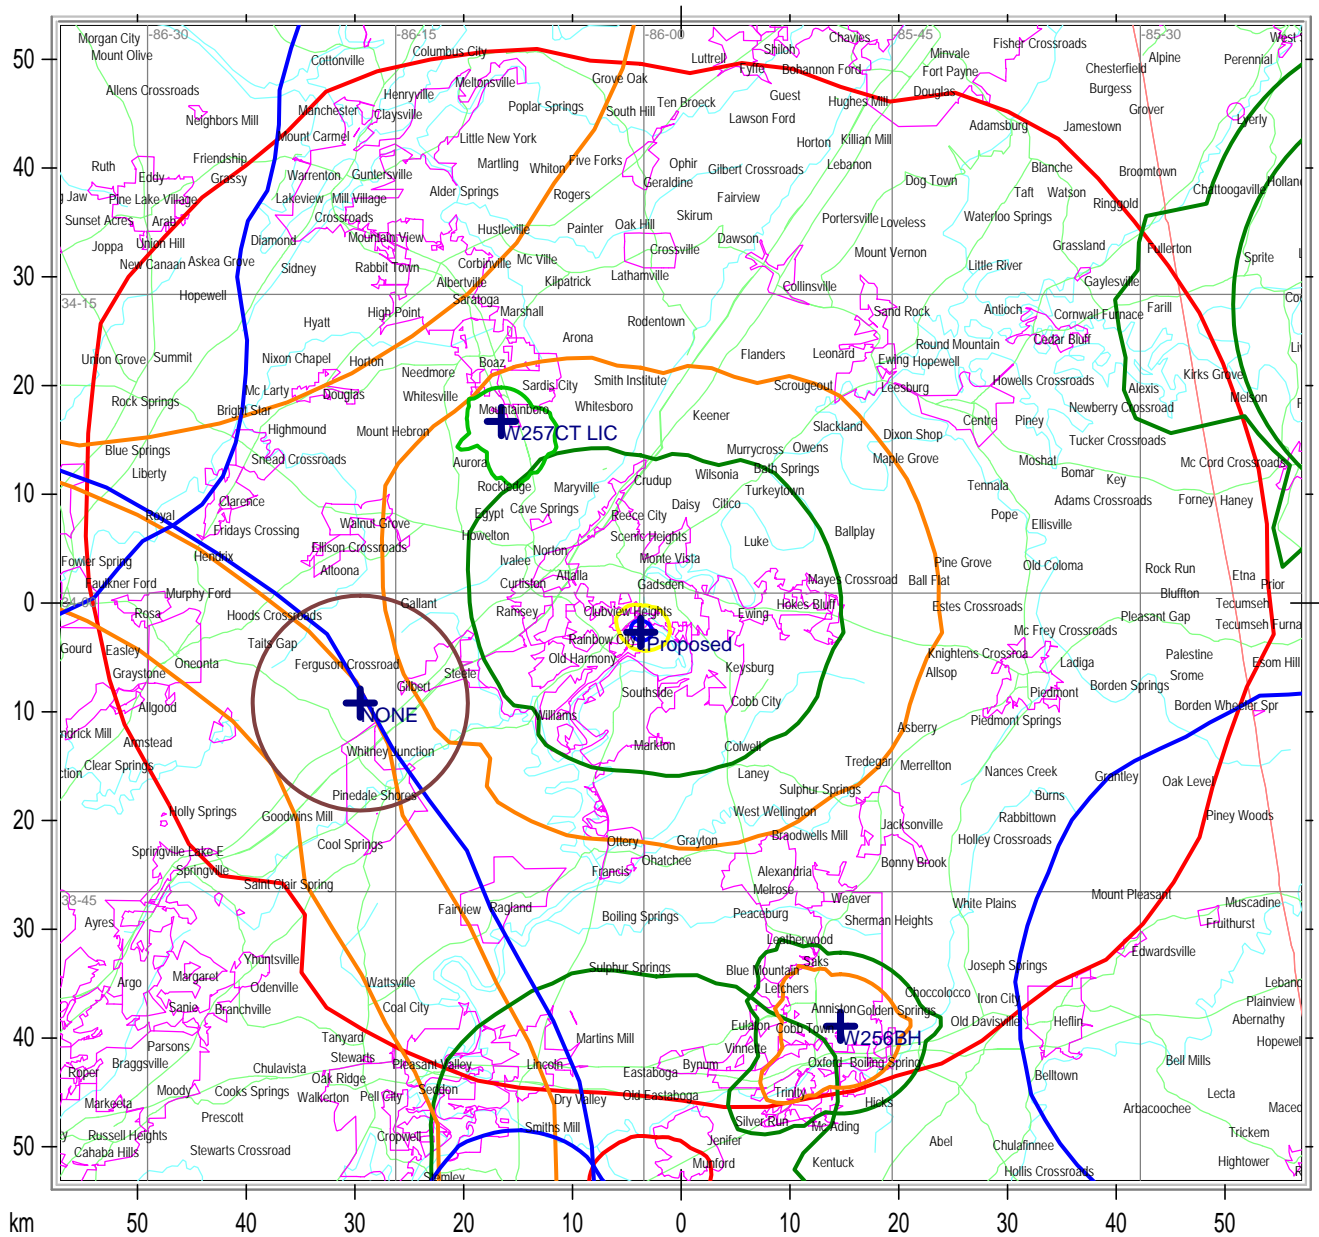 Morgan City
-86-30
-86-15
-86-00
Chavies
-85-45
-85-30
Mount Olive
Cottonville
Columbus City
Luttrell
Shiloh
Minvale
Fisher Crossroads
Alpine
Perennial
50
Fyffe
Bohannon Ford
Fort Payne
Chesterfield
Allens Crossroads
Henryville
Meltonsville
Grove Oak
Guest
Hughes Mill
Douglas
Burgess
Neighbors Mill
Manchester
Claysville
Poplar Springs
South Hill
Ten Broeck
Lawson Ford
Adamsburg
Jamestown
Grover
Lyerly
Mount Carmel
Little New York
Horton
Killian Mill
Friendship
Ruth
Eddy
Grassy
Warrenton
Guntersville
Martling
Whiton
Five Forks
Ophir
Gilbert Crossroads
Lebanon
Blanche
Broomtown
40
Geraldine
Dog Town
Pine Lake Village
Lakeview
Mill Village
Alder Springs
Rogers
Fairview
Taft
Watson
Ringgold
Chattoogaville
Sunset Acres
Arab
Crossroads
Hustleville
Painter
Oak Hill
Skirum
Portersville
Loveless
Waterloo Springs
Joppa
Union Hill
Diamond
Mountain View
Crossville
Dawson
Mount Vernon
Grassland
Fullerton
New Canaan
Askea Grove
Sidney
Rabbit Town
Corbinville
Mc Ville
Lathamville
Little River
Sprite
30
Hopewell
Albertville
Kilpatrick
Collinsville
Gaylesville
34-15
High Point
Saratoga
Marshall
Rodentown
Sand Rock
Antioch
Cornwall Furnace
Farill
Hyatt
Arona
Round Mountain
Cedar Bluff
Union Grove
Summit
Nixon Chapel
Horton
Boaz
Flanders
Leonard
Ewing
Hopewell
Kirks Grove
20
Needmore
Sardis City
Smith Institute
Scrougeout
Leesburg
Howells Crossroads
Alexis
Melson
Rock Springs
Mc Larty
Douglas
Whitesville
Mountainboro
Whitesboro
Keener
Newberry Crossroad
Bright Star
Highmound
Mount Hebron
W257CT LIC
Slackland
Dixon Shop
Centre
Piney
Tucker Crossroads
Blue Springs
Snead Crossroads
Aurora
Murrycross
Owens
Maple Grove
Moshat
Bomar
Mc Cord Crossroads
Liberty
Rockledge
Maryville
Crudup
Wilsonia
Bath Springs
Tennala
Key
10
Clarence
Turkeytown
Adams Crossroads
Forney
Haney
Royal
Egypt
Cave Springs
Reece City
Daisy
Citico
Pope
Ellisville
Fridays Crossing
Walnut Grove
Howelton
Scenic Heights
Luke
Ballplay
Fowler Spring
Hendrix
Ellison Crossroads
Norton
Monte Vista
Ivalee
Pine Grove
Old Coloma
Rock Run
Etna
Faulkner Ford
Altoona
Curtiston
Attalla
Gadsden
Mayes Crossroad
Ball Flat
Bluffton
Prior
Murphy Ford
0
Rosa
Hoods Crossroads
Gallant
Ramsey
Clubview Heights
Ewing
Hokes Bluff
Estes Crossroads
Pleasant Gap
Tecumseh
Gourd
Easley
Taits Gap
Rainbow City
Proposed
Mc Frey Crossroads
Oneonta
Ferguson Crossroad
Old Harmony
Knightens Crossroa
Ladiga
Palestine
Esom Hill
Graystone
Steele
Keysburg
Allsop
Srome
Gilbert
Southside
Cobb City
Piedmont
Borden Springs
Allgood
NONE
Williams
Borden Wheeler Spr
10
Armstead
Asberry
Piedmont Springs
Whitney Junction
Markton
Colwell
Clear Springs
Laney
Tredegar
Merrellton
Nances Creek
Grantley
Oak Level
Pinedale Shores
Sulphur Springs
Burns
Holly Springs
Goodwins Mill
West Wellington
Rabbittown
Piney Woods
20
Jacksonville
Cool Springs
Ottery
Grayton
Braodwells Mill
Holley Crossroads
Springville Lake E
Ohatchee
Bonny Brook
Springville
Francis
Alexandria
33-45
Saint Clair Spring
Melrose
Weaver
Mount Pleasant
Muscadine
Fairview
Ragland
Boiling Springs
Peaceburg
White Plains
Ayres
Sherman Heights
Fruithurst
30
Leatherwood
Edwardsville
Yhuntsville
Sulphur Springs
Saks
Joseph Springs
Margaret
Argo
Odenville
Wattsville
Blue Mountain
Leichers
Choccolocco
Iron City
Sanie
Branchville
Coal City
Anniston
Golden Springs
Plainview
Old Davisville
Heflin
Abernathy
40
Tanyard
Martins Mill
Eulaton
Cobb Town
W256BH
Parsons
Stewarts
Vinnette
Braggsville
Chulavista
Pleasant Valley
Lincoln
Eastaboga
Bynum
Oxford
Boiling Spring
Bell Mills
Roper
Oak Ridge
Belltown
Moody
Cooks Springs
Walkerton
Pell City
Seddon
Dry Valley
Old Eastaboga
Trinity
Hicks
Lecta
Markeeta
Prescott
Arbacoochee
Smiths Mill
Silver Run
Mc Ading
Trickem
Russell Heights
Cropwell
Jenifer
Abel
Chulafinnee
50
Cahaba Hills
Stewarts Crossroad
Munford
Kentuck
Hollis Crossroads
Hightower
km
50
40
30
20
10
0
10
20
30
40
50